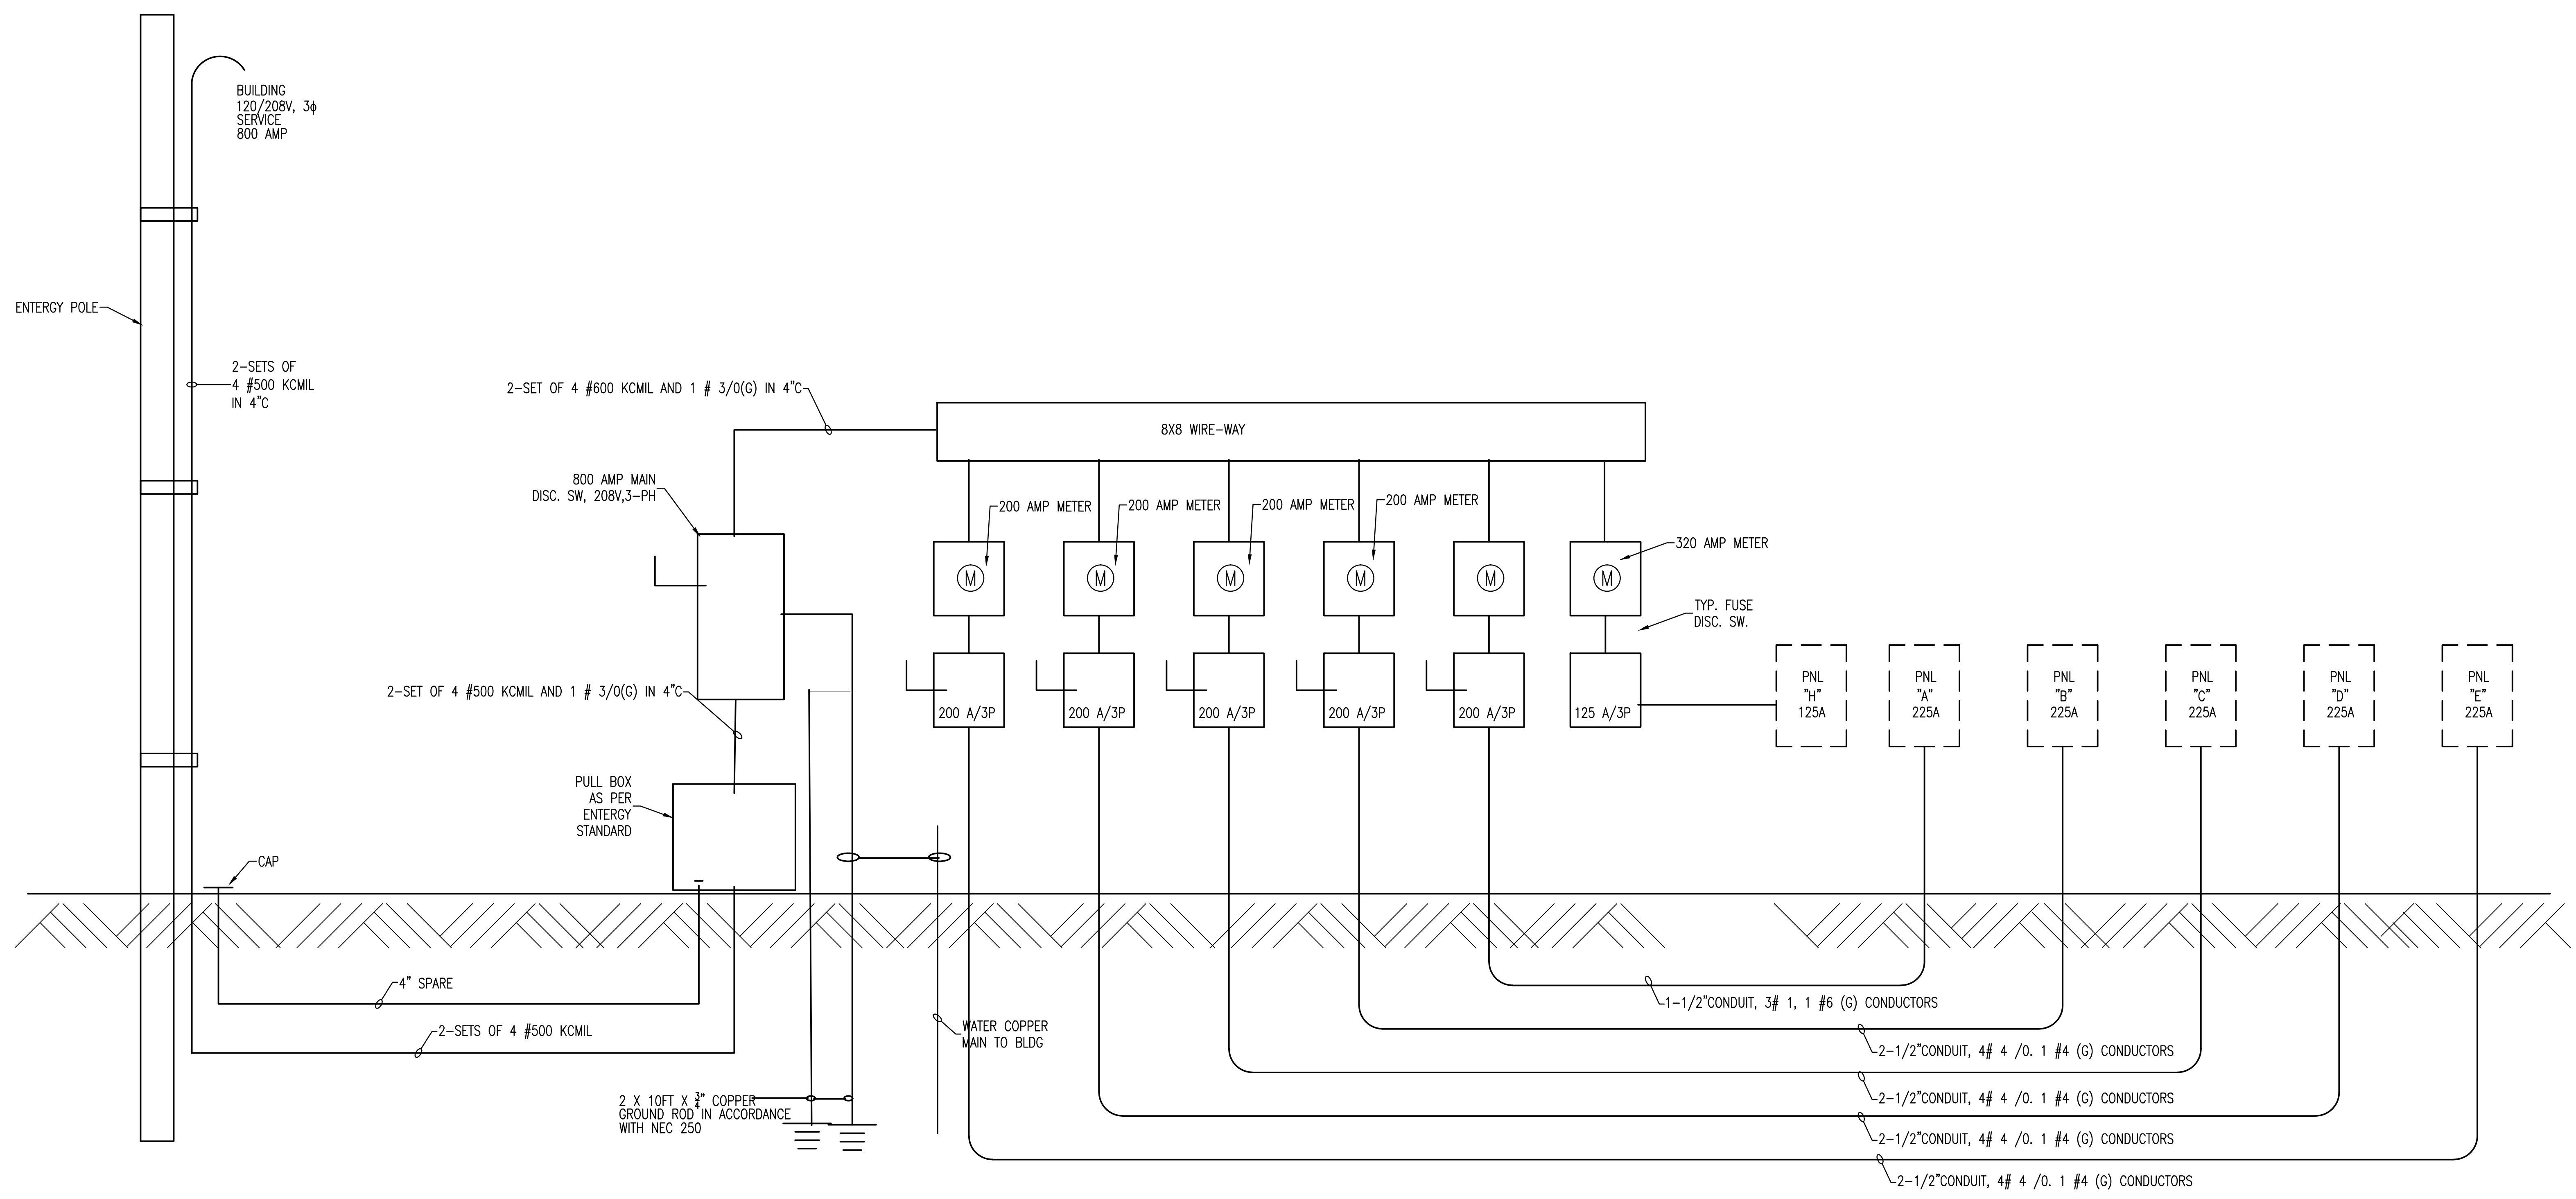 BUILDING
120/208V, 3ϕ
SERVICE
800 AMP
ENTERGY POLE
2-SETS OF
4 #500 KCMIL
IN 4"C
2-SET OF 4 #600 KCMIL AND 1 # 3/0(G) IN 4"C
8X8 WIRE-WAY
800 AMP MAIN
DISC. SW, 208V,3-PH
200 AMP METER
200 AMP METER
200 AMP METER
200 AMP METER
320 AMP METER
M
M
M
M
M
M
TYP. FUSE
DISC. SW.
2-SET OF 4 #500 KCMIL AND 1 # 3/0(G) IN 4"C
200 A/3P
200 A/3P
200 A/3P
200 A/3P
200 A/3P
125 A/3P
PNL
"H"
125A
PNL
"A"
225A
PNL
"B"
225A
PNL
"C"
225A
PNL
"D"
225A
PNL
"E"
225A
PULL BOX
AS PER
ENTERGY
STANDARD
CAP
4" SPARE
2-SETS OF 4 #500 KCMIL
WATER COPPER
MAIN TO BLDG
2 X 10FT X 3/4" COPPER
GROUND ROD IN ACCORDANCE
WITH NEC 250
1-1/2"CONDUIT, 3# 1, 1 #6 (G) CONDUCTORS
2-1/2"CONDUIT, 4# 4 /0. 1 #4 (G) CONDUCTORS
2-1/2"CONDUIT, 4# 4 /0. 1 #4 (G) CONDUCTORS
2-1/2"CONDUIT, 4# 4 /0. 1 #4 (G) CONDUCTORS
2-1/2"CONDUIT, 4# 4 /0. 1 #4 (G) CONDUCTORS